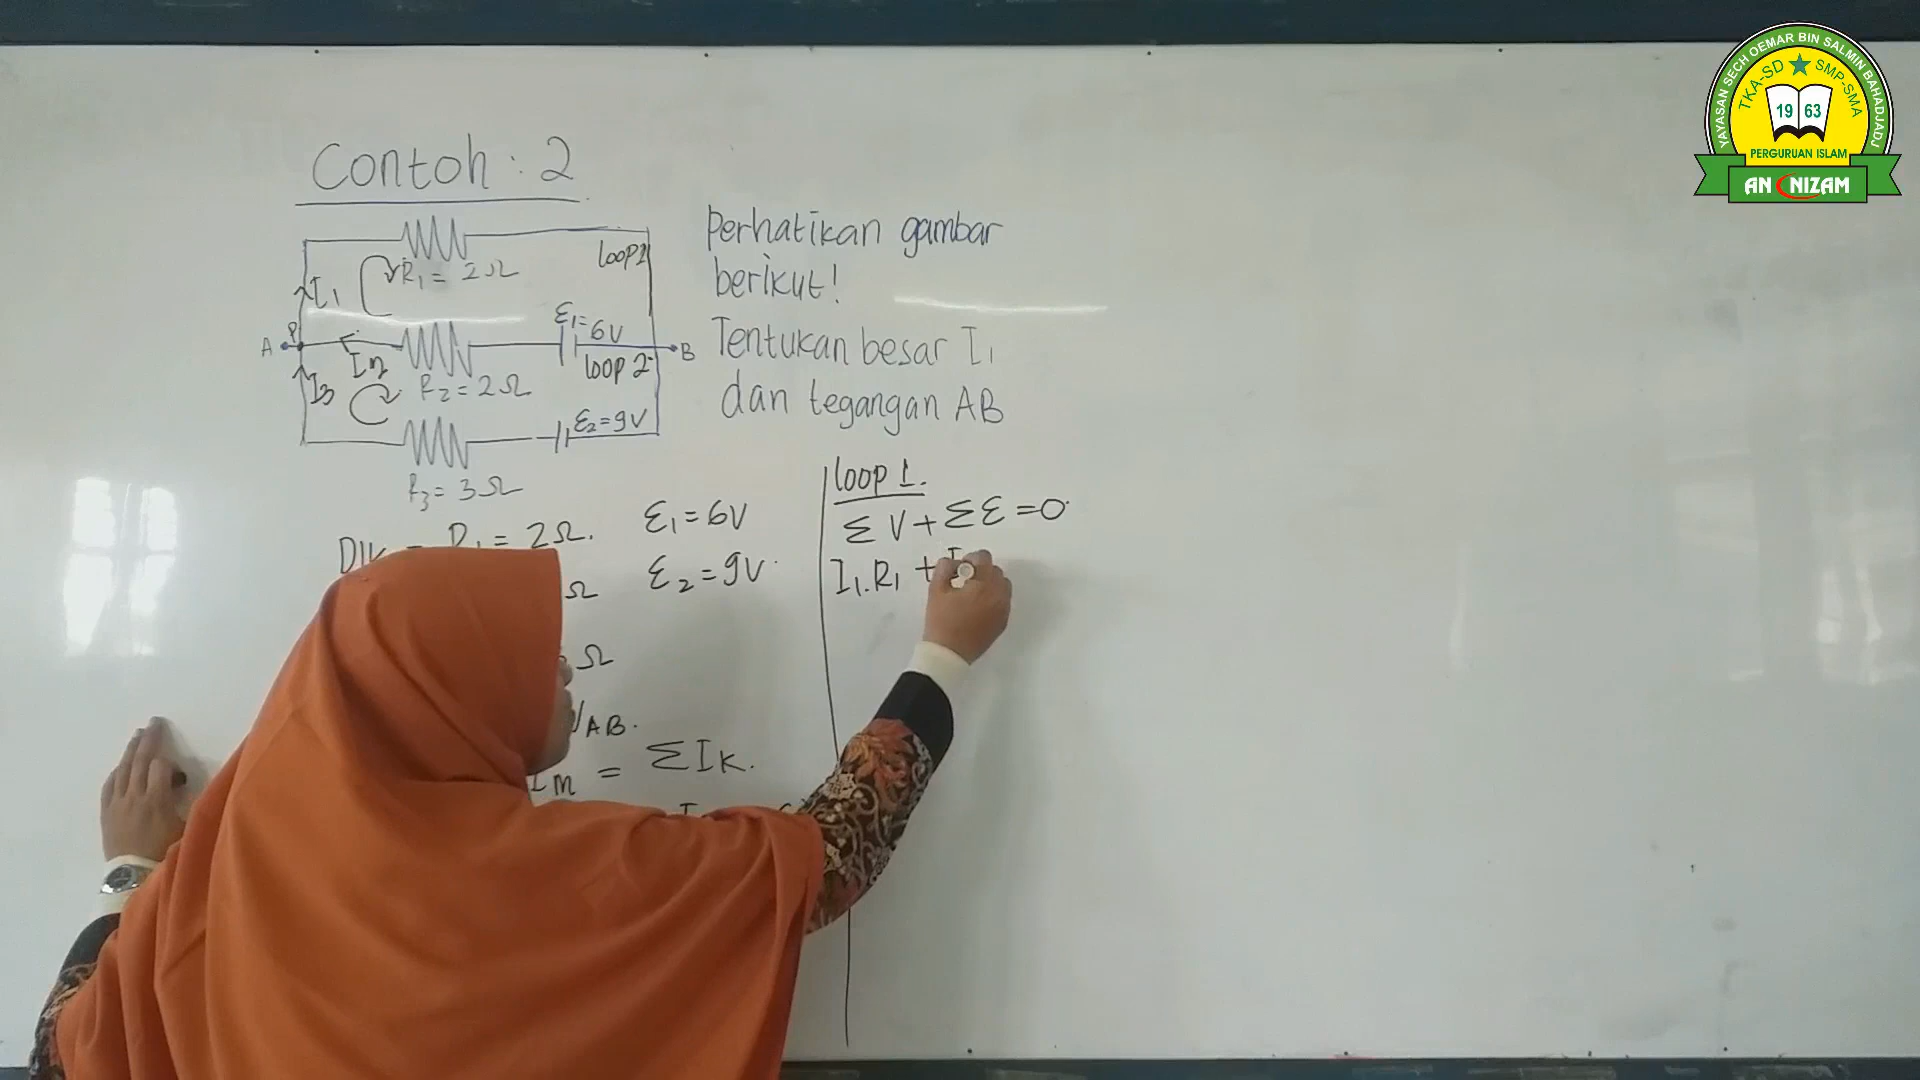 YAYASAN SECH OEMAR BIN SALMIN BAHADJADJ
TKA-SD SMP-SMA
19 63
PERGURUAN ISLAM
AN NIZAM
Contoh : 2
Perhatikan gambar
berikut!
Tentukan besar I₁
dan tegangan AB
loop 1
R₁ = 2Ω
I₁
ε₁ = 6V
A P
B
I₂
loop 2
R₂ = 2Ω
I₃
ε₂ = 9V
R₃ = 3Ω
Dik = R₁ = 2Ω. ε₁ = 6V
Ω ε₂ = 9V
Ω
AB.
Im = ΣIK.
loop 1.
ΣV + Σε = 0
I₁.R₁ + I